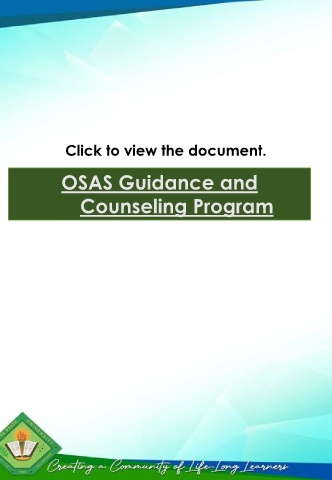 Click to view the document.
OSAS Guidance and
Counseling Program
Creating a Community of Life-Long Learners